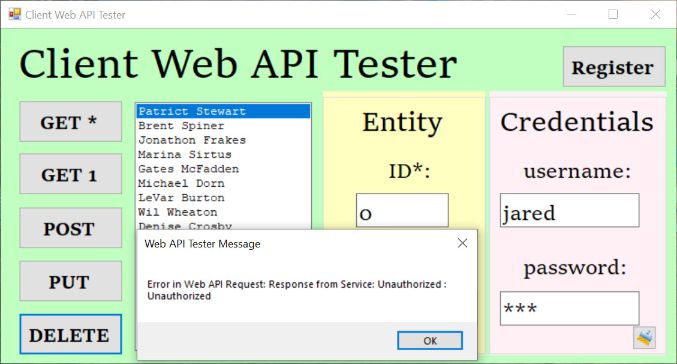 Client Web API Tester
Client Web API Tester
Register
GET *
GET 1
POST
PUT
DELETE
Patrict Stewart
Brent Spiner
Jonathon Frakes
Marina Sirtus
Gates McFadden
Michael Dorn
LeVar Burton
Wil Wheaton
Denise Crosby
Entity
ID*:
0
Credentials
username:
jared
password:
***
Web API Tester Message
Error in Web API Request: Response from Service: Unauthorized :
Unauthorized
OK